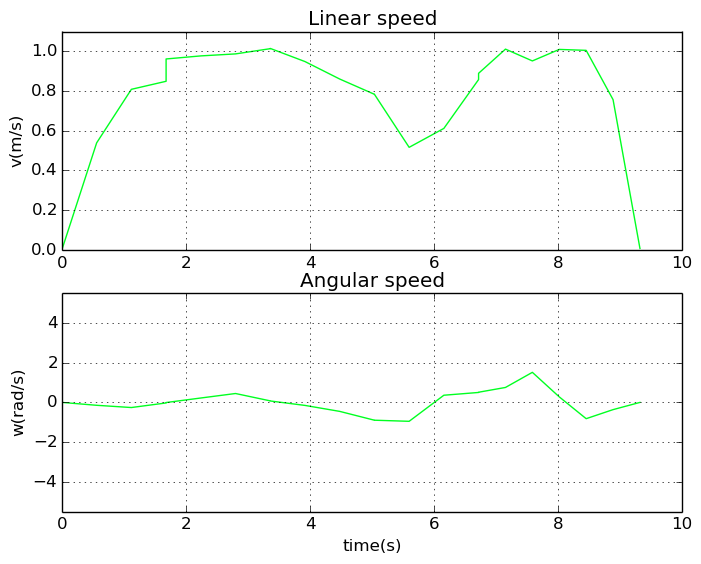 Linear speed
v(m/s)
1.0
0.8
0.6
0.4
0.2
0.0
0 2 4 6 8 10
Angular speed
w(rad/s)
4
2
0
−2
−4
0 2 4 6 8 10
time(s)